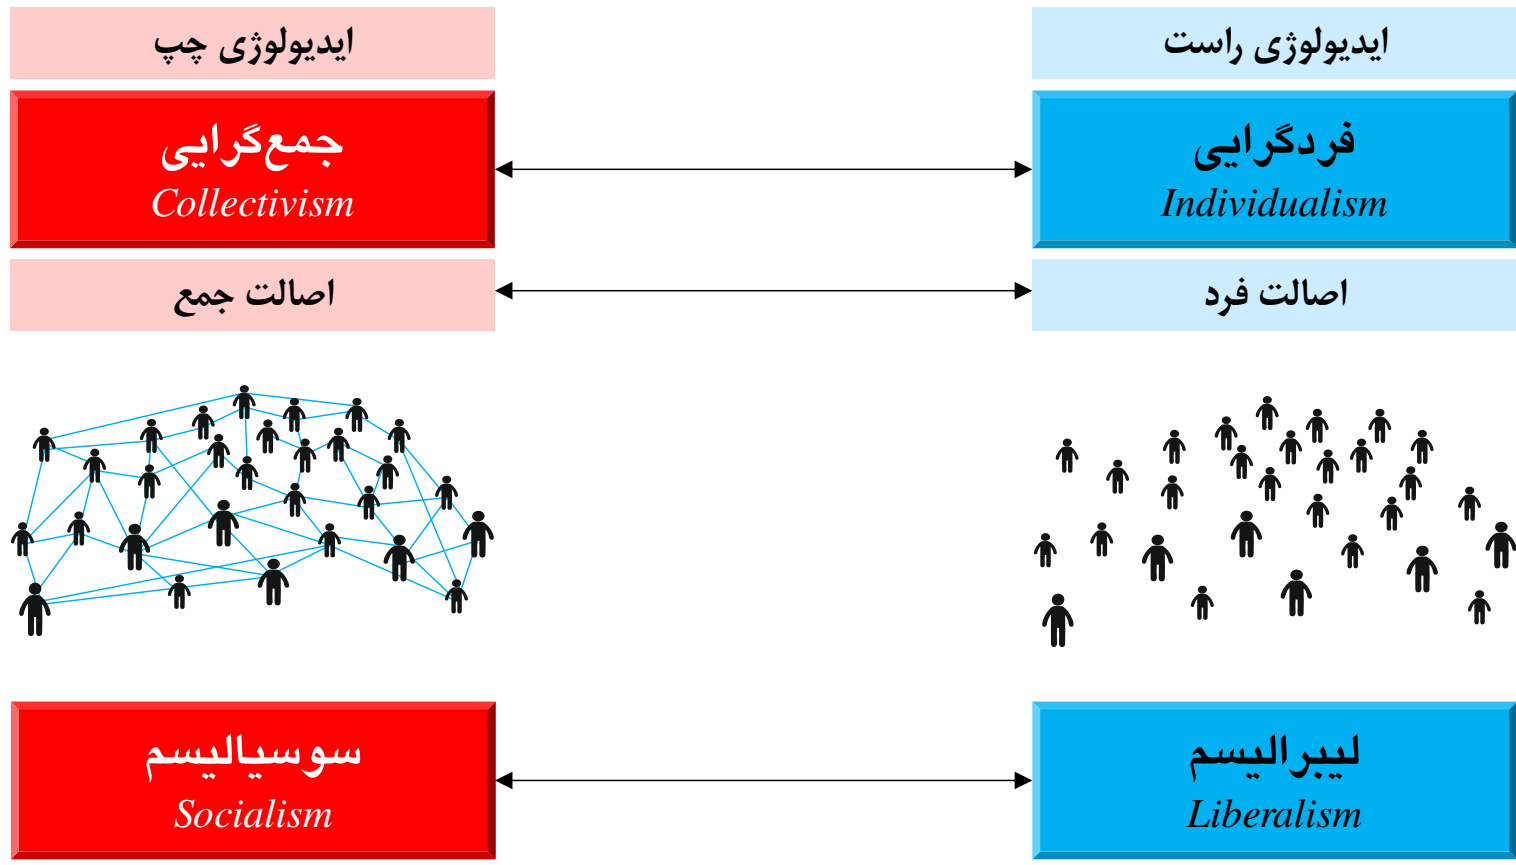 ایدیولوژی راست
ایدیولوژی چپ
فردگرایی
Individualism
جمع‌گرایی
Collectivism
اصالت فرد
اصالت جمع
لیبرالیسم
Liberalism
سوسیالیسم
Socialism